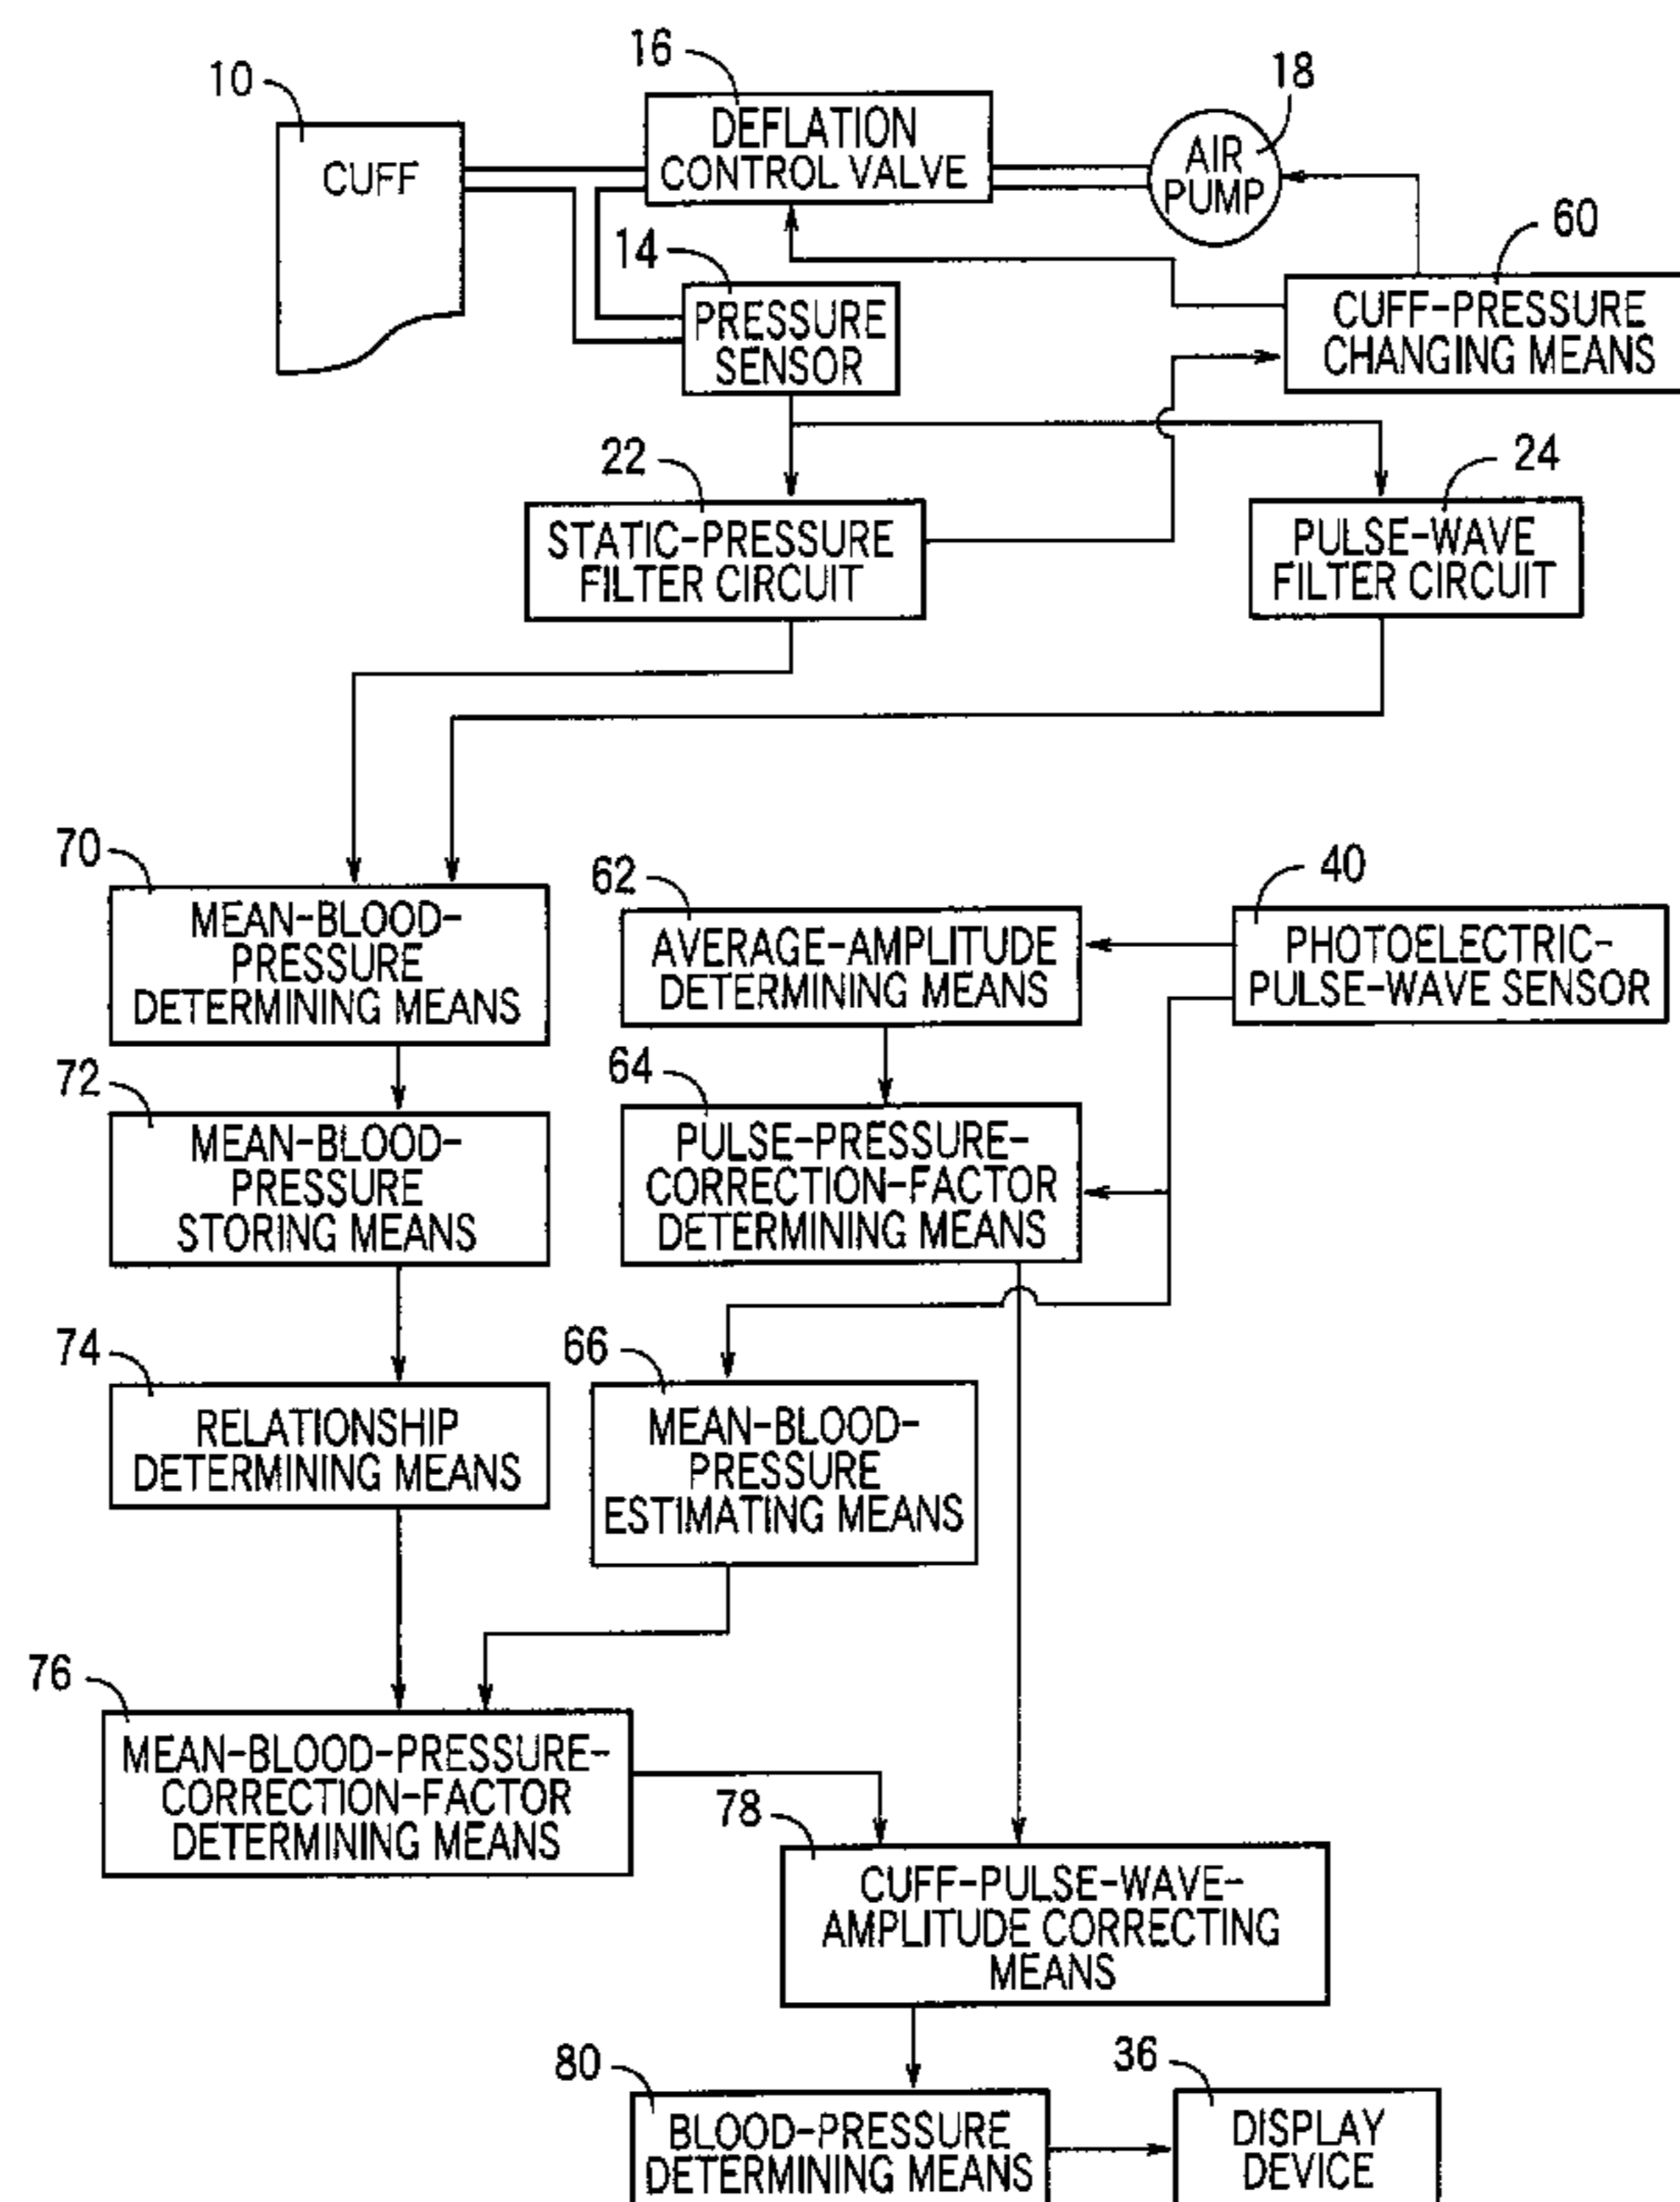 16
18
10
DEFLATION
CONTROL VALVE
AIR
PUMP
CUFF
60
14
CUFF-PRESSURE
CHANGING MEANS
PRESSURE
SENSOR
22
24
STATIC-PRESSURE
FILTER CIRCUIT
PULSE-WAVE
FILTER CIRCUIT
70
62
40
MEAN-BLOOD-
PRESSURE
DETERMINING MEANS
AVERAGE-AMPLITUDE
DETERMINING MEANS
PHOTOELECTRIC-
PULSE-WAVE SENSOR
72
64
MEAN-BLOOD-
PRESSURE
STORING MEANS
PULSE-PRESSURE-
CORRECTION-FACTOR
DETERMINING MEANS
74
66
RELATIONSHIP
DETERMINING MEANS
MEAN-BLOOD-
PRESSURE
ESTIMATING MEANS
76
MEAN-BLOOD-PRESSURE-
CORRECTION-FACTOR
DETERMINING MEANS
78
CUFF-PULSE-WAVE-
AMPLITUDE CORRECTING
MEANS
80
36
BLOOD-PRESSURE
DETERMINING MEANS
DISPLAY
DEVICE